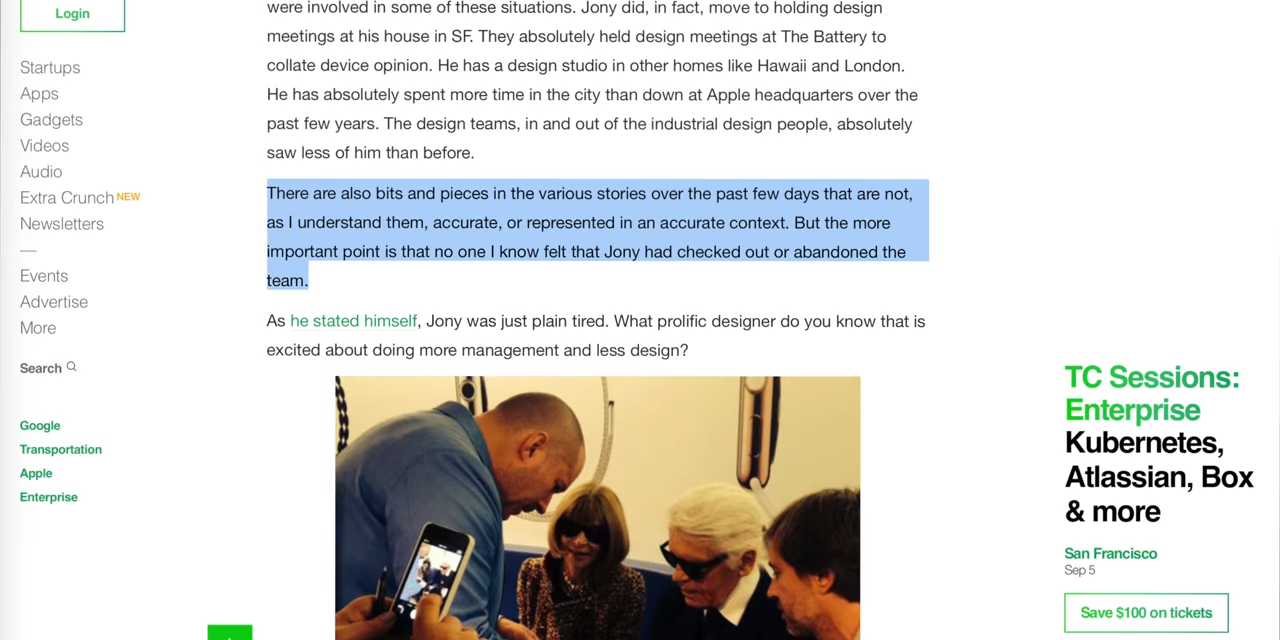 Login
Startups
Apps
Gadgets
Videos
Audio
Extra Crunch NEW
Newsletters
—
Events
Advertise
More
Search
Google
Transportation
Apple
Enterprise
were involved in some of these situations. Jony did, in fact, move to holding design
meetings at his house in SF. They absolutely held design meetings at The Battery to
collate device opinion. He has a design studio in other homes like Hawaii and London.
He has absolutely spent more time in the city than down at Apple headquarters over the
past few years. The design teams, in and out of the industrial design people, absolutely
saw less of him than before.
There are also bits and pieces in the various stories over the past few days that are not,
as I understand them, accurate, or represented in an accurate context. But the more
important point is that no one I know felt that Jony had checked out or abandoned the
team.
As he stated himself, Jony was just plain tired. What prolific designer do you know that is
excited about doing more management and less design?
TC Sessions:
Enterprise
Kubernetes,
Atlassian, Box
& more
San Francisco
Sep 5
Save $100 on tickets